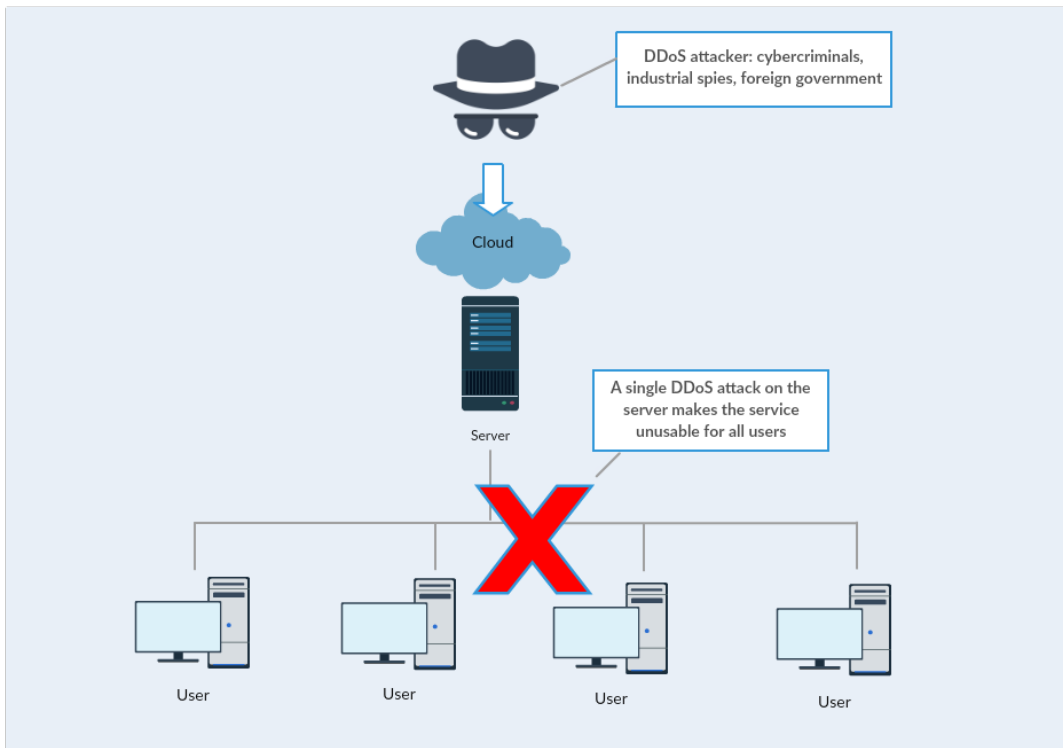 DDoS attacker: cybercriminals,
industrial spies, foreign government
Cloud
A single DDoS attack on the
server makes the service
unusable for all users
Server
User
User
User
User